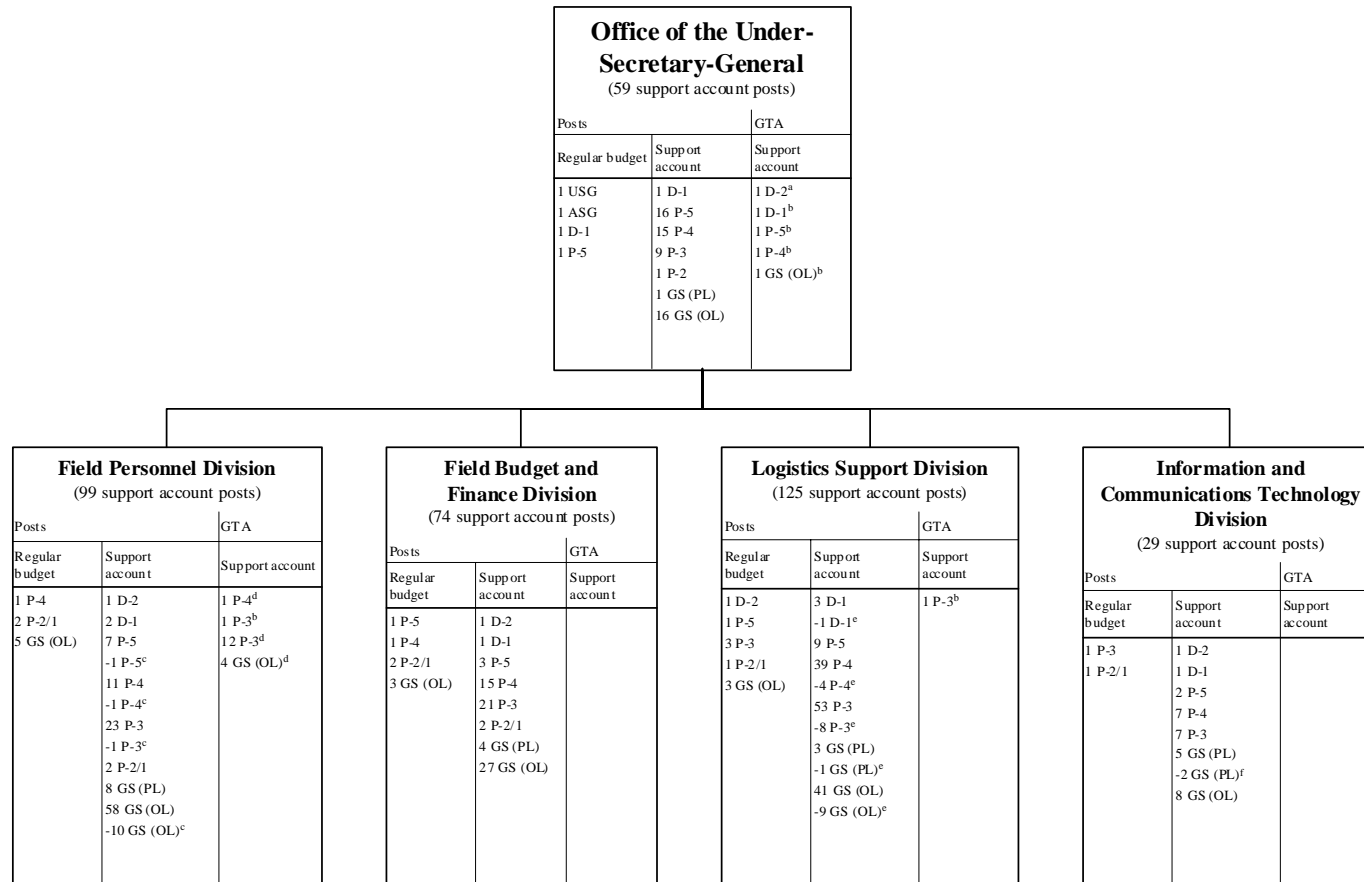 Office of the Under-
Secretary-General
(59 support account posts)
Posts
GTA
Regular budget
Support
account
Support
account
1 USG
1 ASG
1 D-1
1 P-5
1 D-1
16 P-5
15 P-4
9 P-3
1 P-2
1 GS (PL)
16 GS (OL)
1 D-2ᵃ
1 D-1ᵇ
1 P-5ᵇ
1 P-4ᵇ
1 GS (OL)ᵇ
Field Personnel Division
(99 support account posts)
Posts
GTA
Regular
budget
Support
account
Support account
1 P-4
2 P-2/1
5 GS (OL)
1 D-2
2 D-1
7 P-5
-1 P-5ᶜ
11 P-4
-1 P-4ᶜ
23 P-3
-1 P-3ᶜ
2 P-2/1
8 GS (PL)
58 GS (OL)
-10 GS (OL)ᶜ
1 P-4ᵈ
1 P-3ᵇ
12 P-3ᵈ
4 GS (OL)ᵈ
Field Budget and
Finance Division
(74 support account posts)
Posts
GTA
Regular
budget
Support
account
Support
account
1 P-5
1 P-4
2 P-2/1
3 GS (OL)
1 D-2
1 D-1
3 P-5
15 P-4
21 P-3
2 P-2/1
4 GS (PL)
27 GS (OL)
Logistics Support Division
(125 support account posts)
Posts
GTA
Regular
budget
Support
account
Support
account
1 D-2
1 P-5
3 P-3
1 P-2/1
3 GS (OL)
3 D-1
-1 D-1ᵉ
9 P-5
39 P-4
-4 P-4ᵉ
53 P-3
-8 P-3ᵉ
3 GS (PL)
-1 GS (PL)ᵉ
41 GS (OL)
-9 GS (OL)ᵉ
1 P-3ᵇ
Information and
Communications Technology
Division
(29 support account posts)
Posts
GTA
Regular
budget
Support
account
Support
account
1 P-3
1 P-2/1
1 D-2
1 D-1
2 P-5
7 P-4
7 P-3
5 GS (PL)
-2 GS (PL)ᶠ
8 GS (OL)